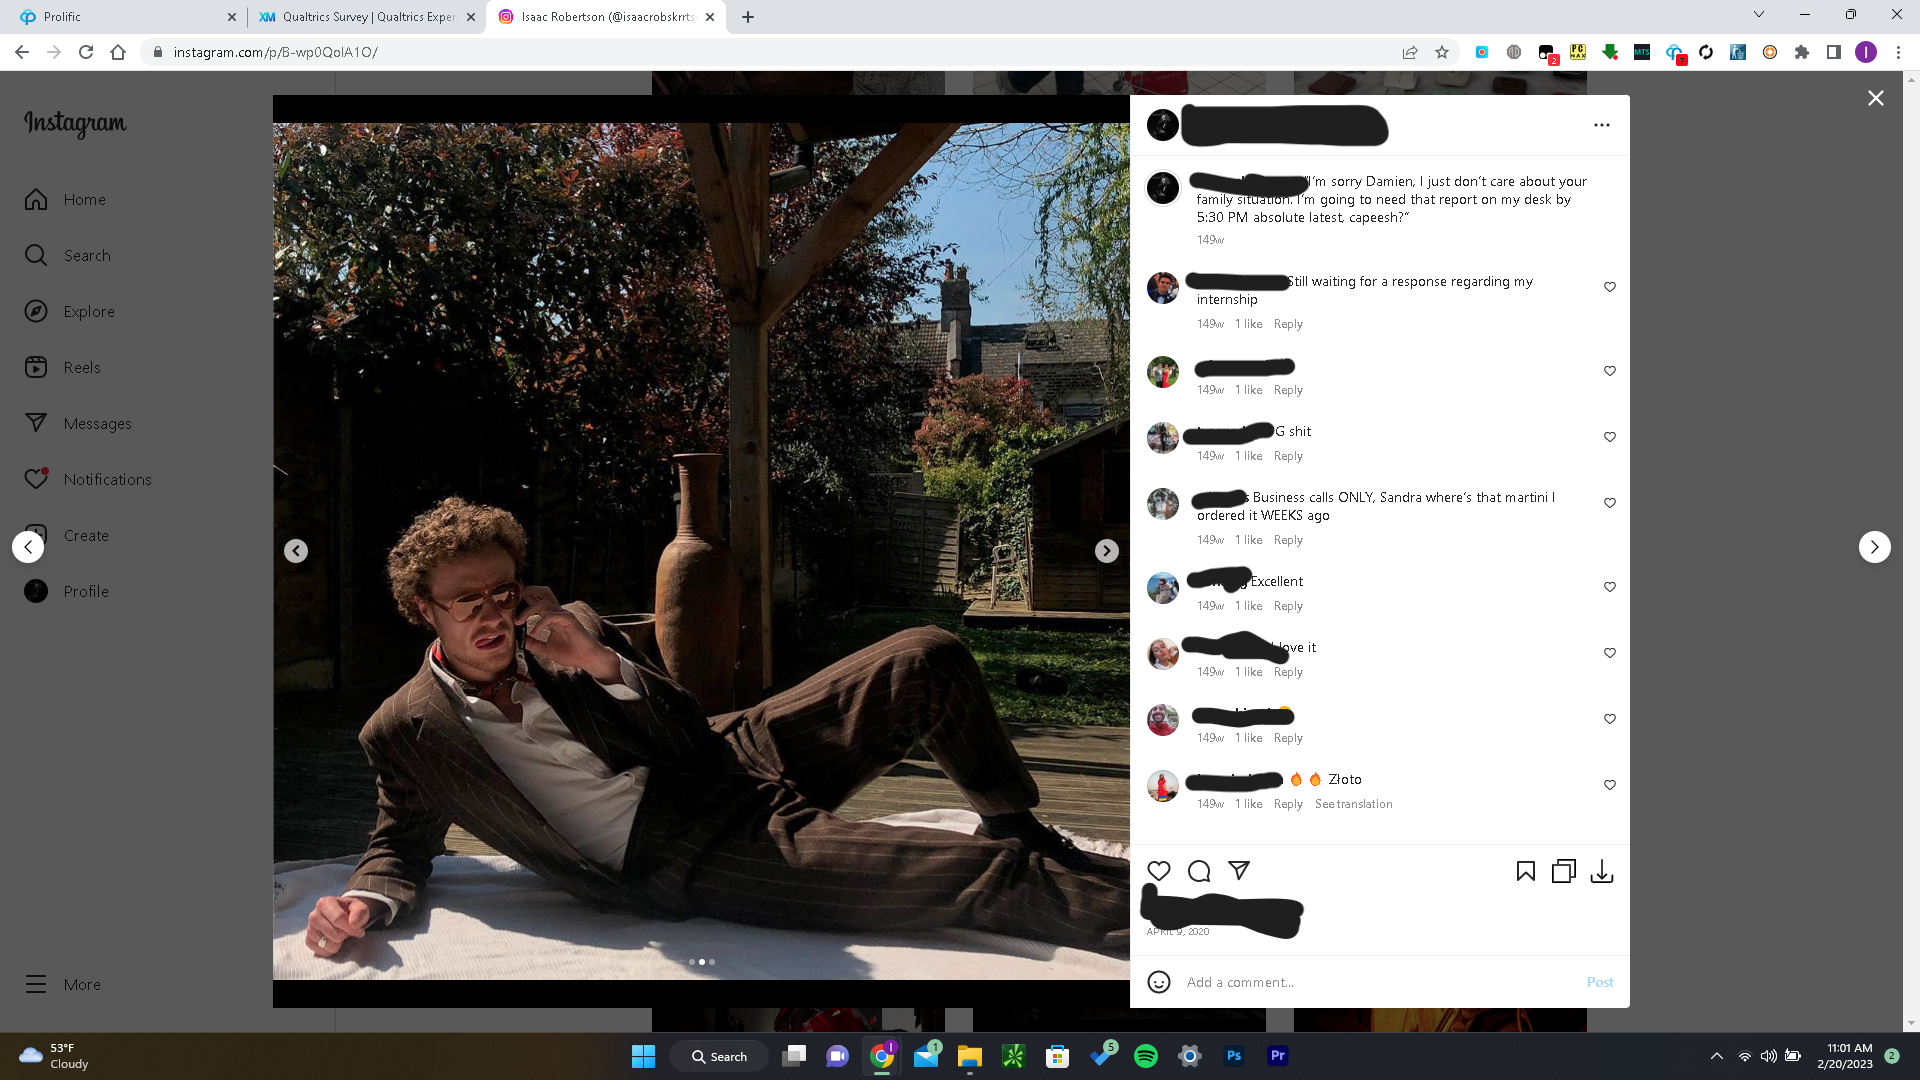 Prolific
Qualtrics Survey | Qualtrics Experi
Isaac Robertson (@isaacrobskrrts
instagram.com/p/B-wp0QolA1O/
Instagram
Home
Search
Explore
Reels
Messages
Notifications
Create
Profile
More
"I'm sorry Damien, I just don't care about your
family situation. I'm going to need that report on my desk by
5:30 PM absolute latest, capeesh?"
149w
Still waiting for a response regarding my
internship
149w 1 like Reply
149w 1 like Reply
G shit
149w 1 like Reply
Business calls ONLY, Sandra where's that martini I
ordered it WEEKS ago
149w 1 like Reply
Excellent
149w 1 like Reply
love it
149w 1 like Reply
149w 1 like Reply
🔥 🔥 Złoto
149w 1 like Reply See translation
APRIL 9, 2020
Add a comment...
Post
53°F
Cloudy
Search
11:01 AM
2/20/2023
2